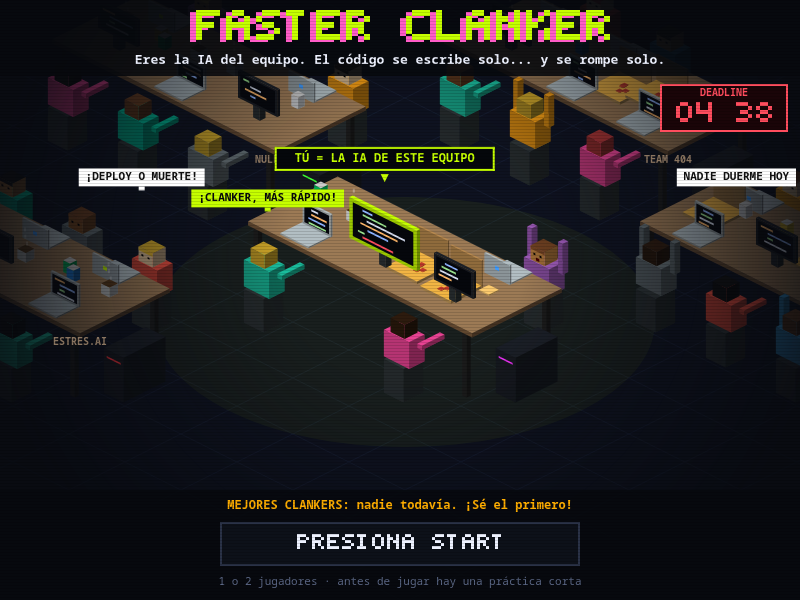 FASTER CLANKER
Eres la IA del equipo. El código se escribe solo... y se rompe solo.
DEADLINE
04 38
TÚ = LA IA DE ESTE EQUIPO
NUL
TEAM 404
¡DEPLOY O MUERTE!
NADIE DUERME HOY
¡CLANKER, MÁS RÁPIDO!
ESTRES.AI
MEJORES CLANKERS: nadie todavía. ¡Sé el primero!
PRESIONA START
1 o 2 jugadores · antes de jugar hay una práctica corta